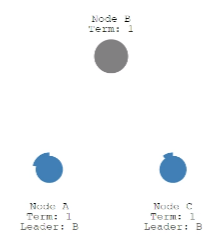 Node B
Term: 1
Node A
Term: 1
Leader: B
Node C
Term: 1
Leader: B